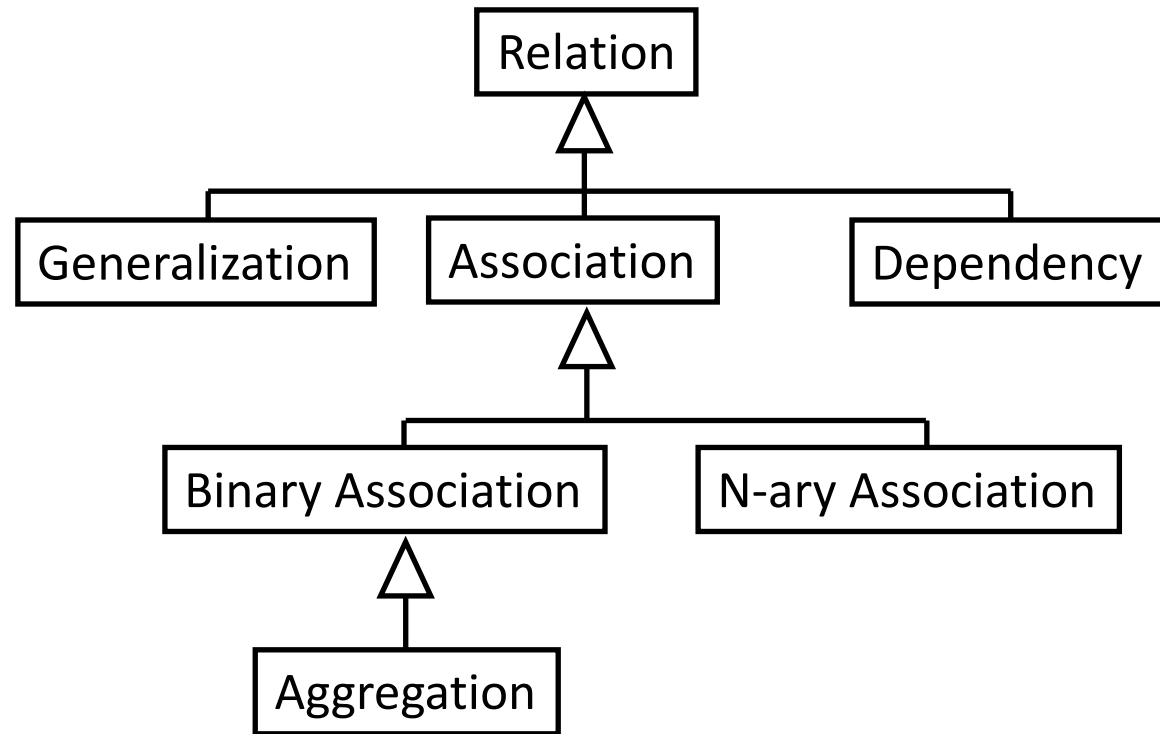 Relation
Generalization
Association
Dependency
Binary Association
N-ary Association
Aggregation